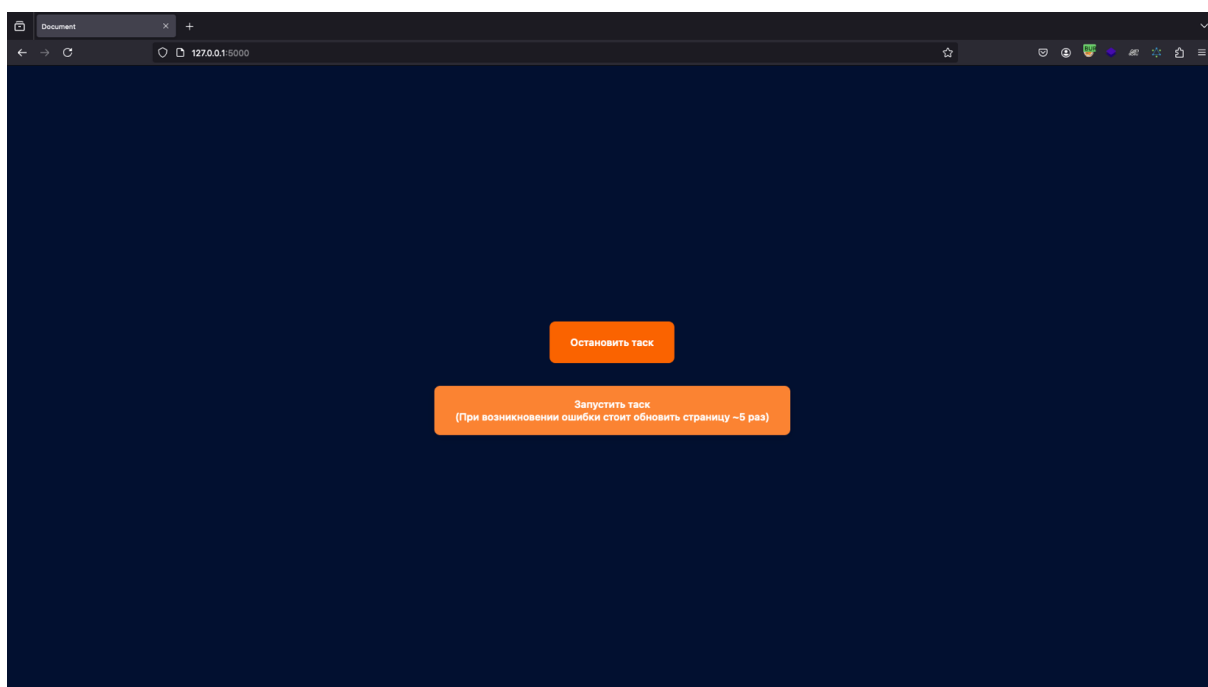 Document
127.0.0.1:5000
Остановить таск
Запустить таск
(При возникновении ошибки стоит обновить страницу ~5 раз)